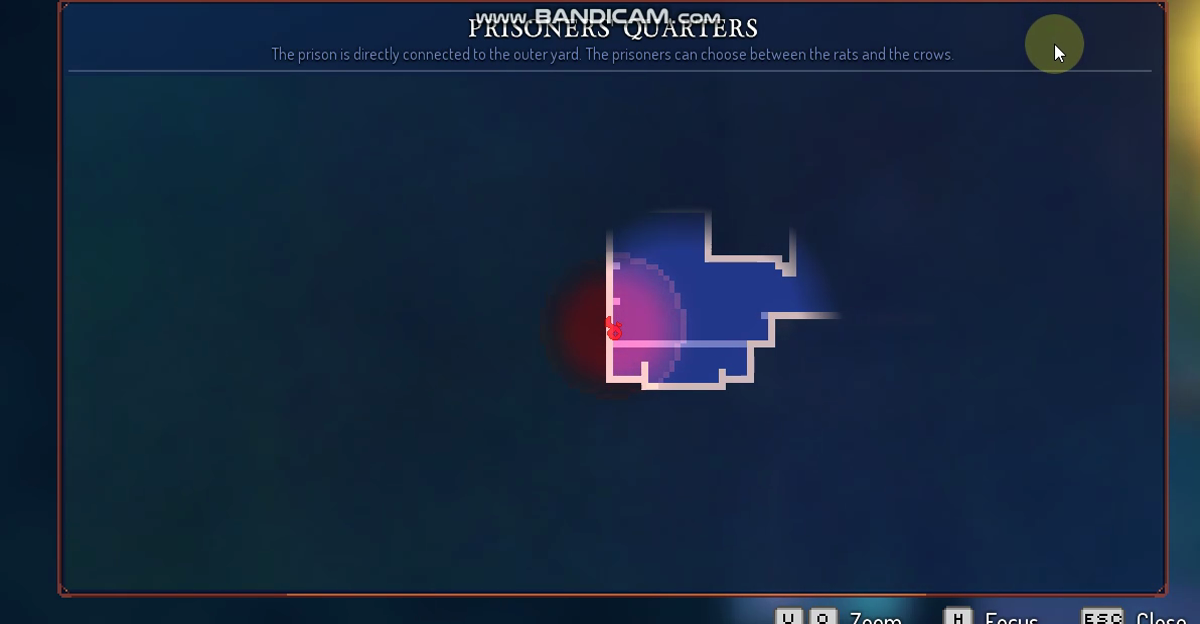 www.BANDICAM.com
PRISONERS' QUARTERS
The prison is directly connected to the outer yard. The prisoners can choose between the rats and the crows.
Zoom
H Focus
ESC Close